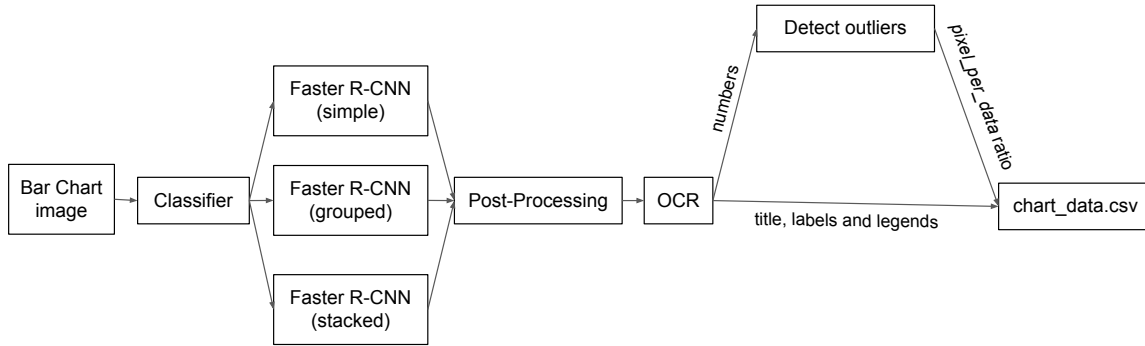 Bar Chart
image
Classifier
Faster R-CNN
(simple)
Faster R-CNN
(grouped)
Faster R-CNN
(stacked)
Post-Processing
OCR
numbers
Detect outliers
pixel_per_data ratio
title, labels and legends
chart_data.csv